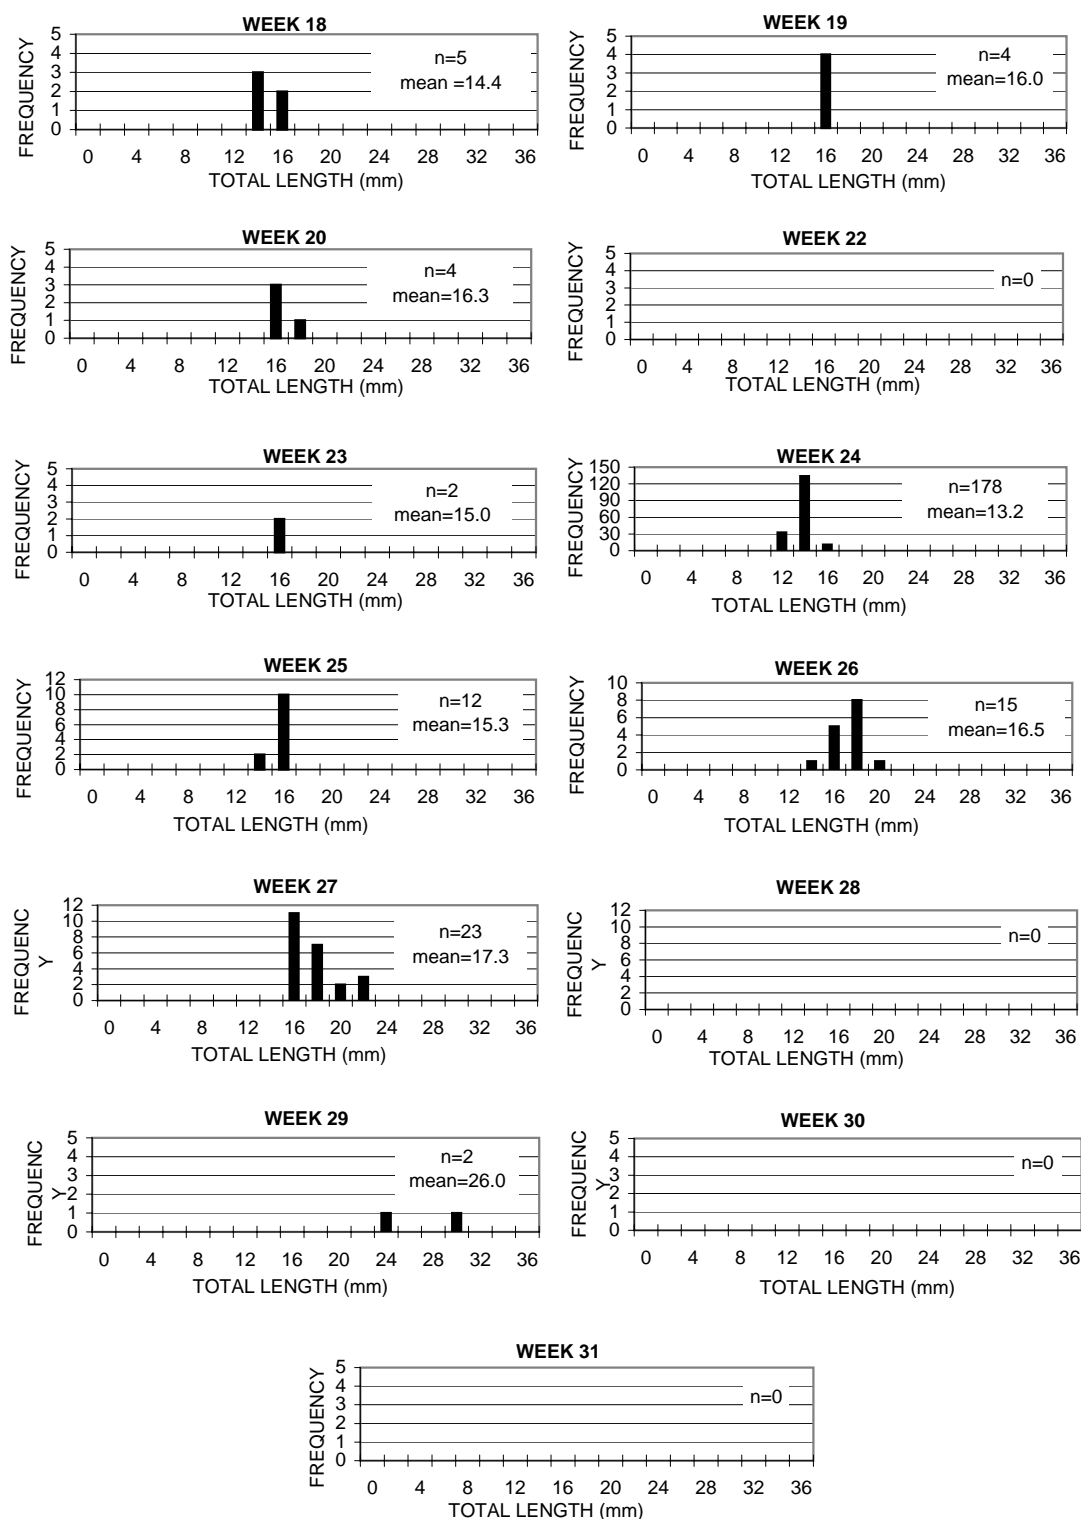 WEEK 18
FREQUENCY
5
4
3
2
1
0
n=5
mean =14.4
0 4 8 12 16 20 24 28 32 36
TOTAL LENGTH (mm)
WEEK 19
FREQUENCY
5
4
3
2
1
0
n=4
mean=16.0
0 4 8 12 16 20 24 28 32 36
TOTAL LENGTH (mm)
WEEK 20
FREQUENCY
5
4
3
2
1
0
n=4
mean=16.3
0 4 8 12 16 20 24 28 32 36
TOTAL LENGTH (mm)
WEEK 22
FREQUENCY
5
4
3
2
1
0
n=0
0 4 8 12 16 20 24 28 32 36
TOTAL LENGTH (mm)
WEEK 23
FREQUENCY
5
4
3
2
1
0
n=2
mean=15.0
0 4 8 12 16 20 24 28 32 36
TOTAL LENGTH (mm)
WEEK 24
FREQUENCY
150
120
90
60
30
0
n=178
mean=13.2
0 4 8 12 16 20 24 28 32 36
TOTAL LENGTH (mm)
WEEK 25
FREQUENCY
12
10
8
6
4
2
0
n=12
mean=15.3
0 4 8 12 16 20 24 28 32 36
TOTAL LENGTH (mm)
WEEK 26
FREQUENCY
10
8
6
4
2
0
n=15
mean=16.5
0 4 8 12 16 20 24 28 32 36
TOTAL LENGTH (mm)
WEEK 27
FREQUENC
Y
12
10
8
6
4
2
0
n=23
mean=17.3
0 4 8 12 16 20 24 28 32 36
TOTAL LENGTH (mm)
WEEK 28
FREQUENC
Y
12
10
8
6
4
2
0
n=0
0 4 8 12 16 20 24 28 32 36
TOTAL LENGTH (mm)
WEEK 29
FREQUENC
Y
5
4
3
2
1
0
n=2
mean=26.0
0 4 8 12 16 20 24 28 32 36
TOTAL LENGTH (mm)
WEEK 30
FREQUENC
Y
5
4
3
2
1
0
n=0
0 4 8 12 16 20 24 28 32 36
TOTAL LENGTH (mm)
WEEK 31
FREQUENCY
5
4
3
2
1
0
n=0
0 4 8 12 16 20 24 28 32 36
TOTAL LENGTH (mm)